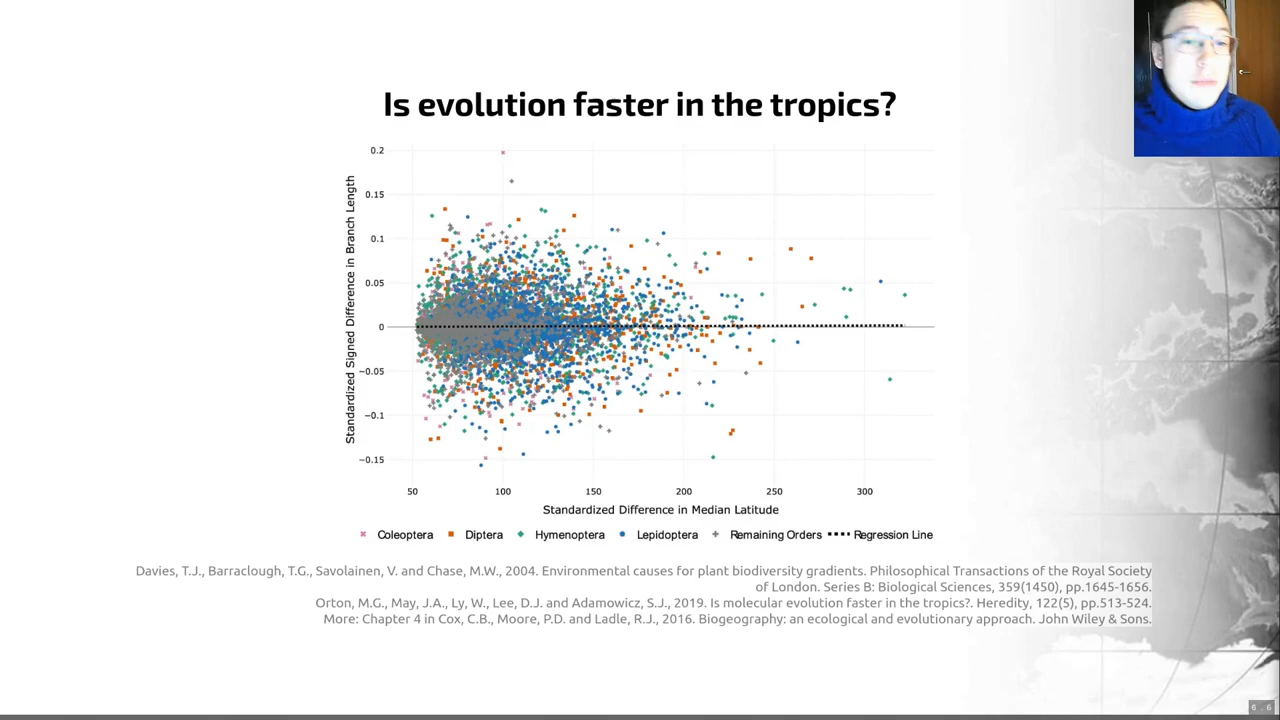 Is evolution faster in the tropics?
0.2
0.15
0.1
0.05
0
−0.05
−0.1
−0.15
Standardized Signed Difference in Branch Length
50 100 150 200 250 300
Standardized Difference in Median Latitude
Coleoptera Diptera Hymenoptera Lepidoptera Remaining Orders Regression Line
Davies, T.J., Barraclough, T.G., Savolainen, V. and Chase, M.W., 2004. Environmental causes for plant biodiversity gradients. Philosophical Transactions of the Royal Society
of London. Series B: Biological Sciences, 359(1450), pp.1645-1656.
Orton, M.G., May, J.A., Ly, W., Lee, D.J. and Adamowicz, S.J., 2019. Is molecular evolution faster in the tropics?. Heredity, 122(5), pp.513-524.
More: Chapter 4 in Cox, C.B., Moore, P.D. and Ladle, R.J., 2016. Biogeography: an ecological and evolutionary approach. John Wiley & Sons.
6 . 6